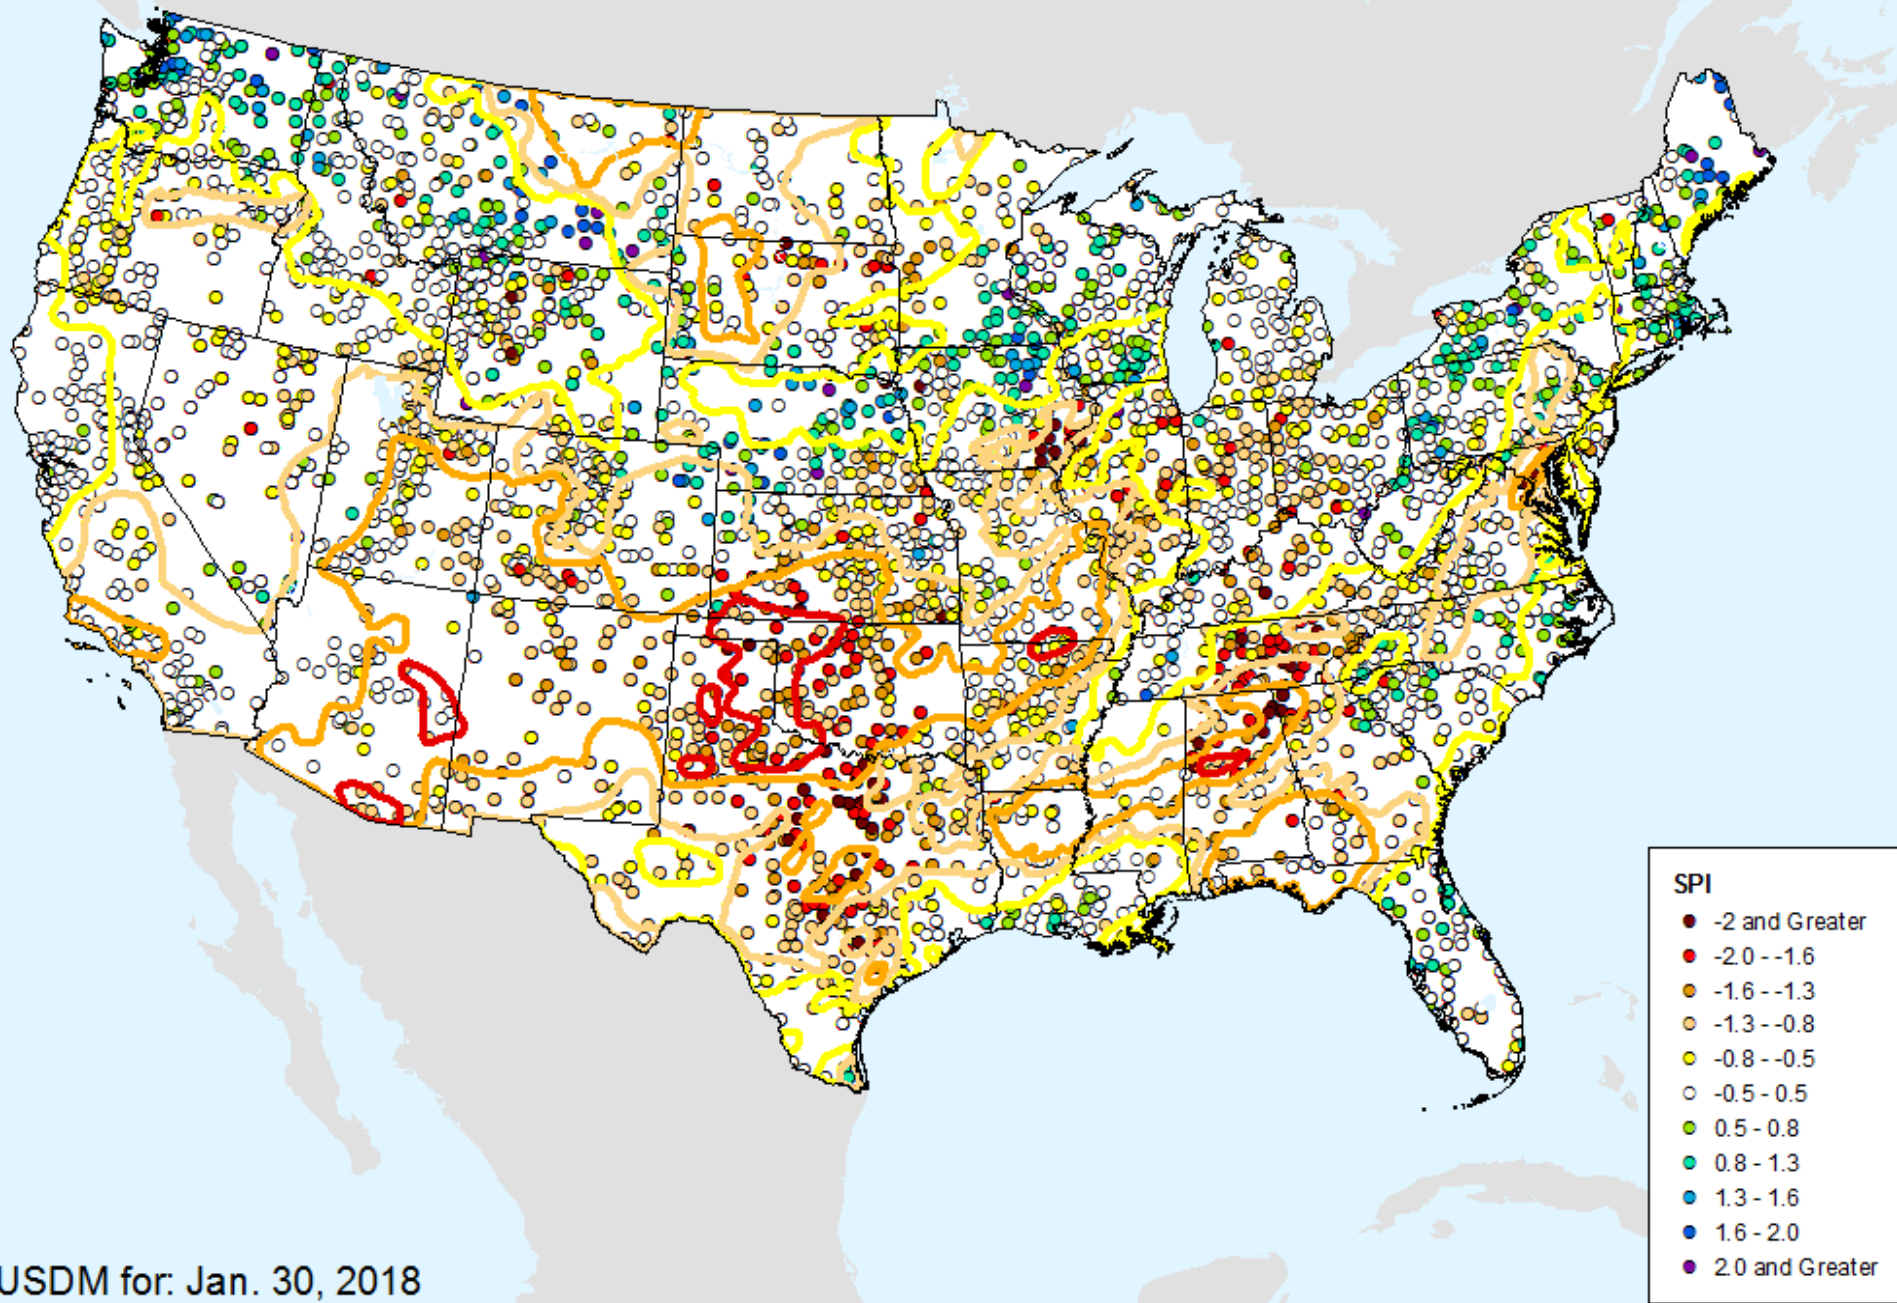 SPI
-2 and Greater
-2.0 - -1.6
-1.6 - -1.3
-1.3 - -0.8
-0.8 - -0.5
-0.5 - 0.5
0.5 - 0.8
0.8 - 1.3
1.3 - 1.6
1.6 - 2.0
2.0 and Greater
USDM for: Jan. 30, 2018